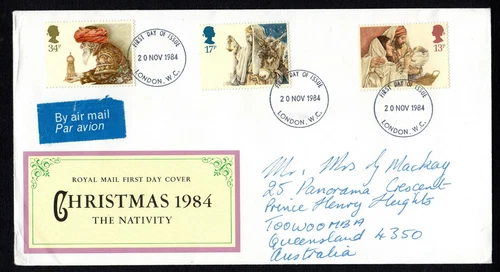 34P
17P
13P
FIRST DAY OF ISSUE
20 NOV 1984
LONDON. W.C.
FIRST DAY OF ISSUE
20 NOV 1984
LONDON. W.C.
FIRST DAY OF ISSUE
20 NOV 1984
LONDON. W.C.
By air mail
Par avion
ROYAL MAIL FIRST DAY COVER
CHRISTMAS 1984
THE NATIVITY
Mr. Mrs G Mackay
25 Panorama Crescent
Prince Henry Heights
TOOWOOMBA
Queensland 4350
Australia